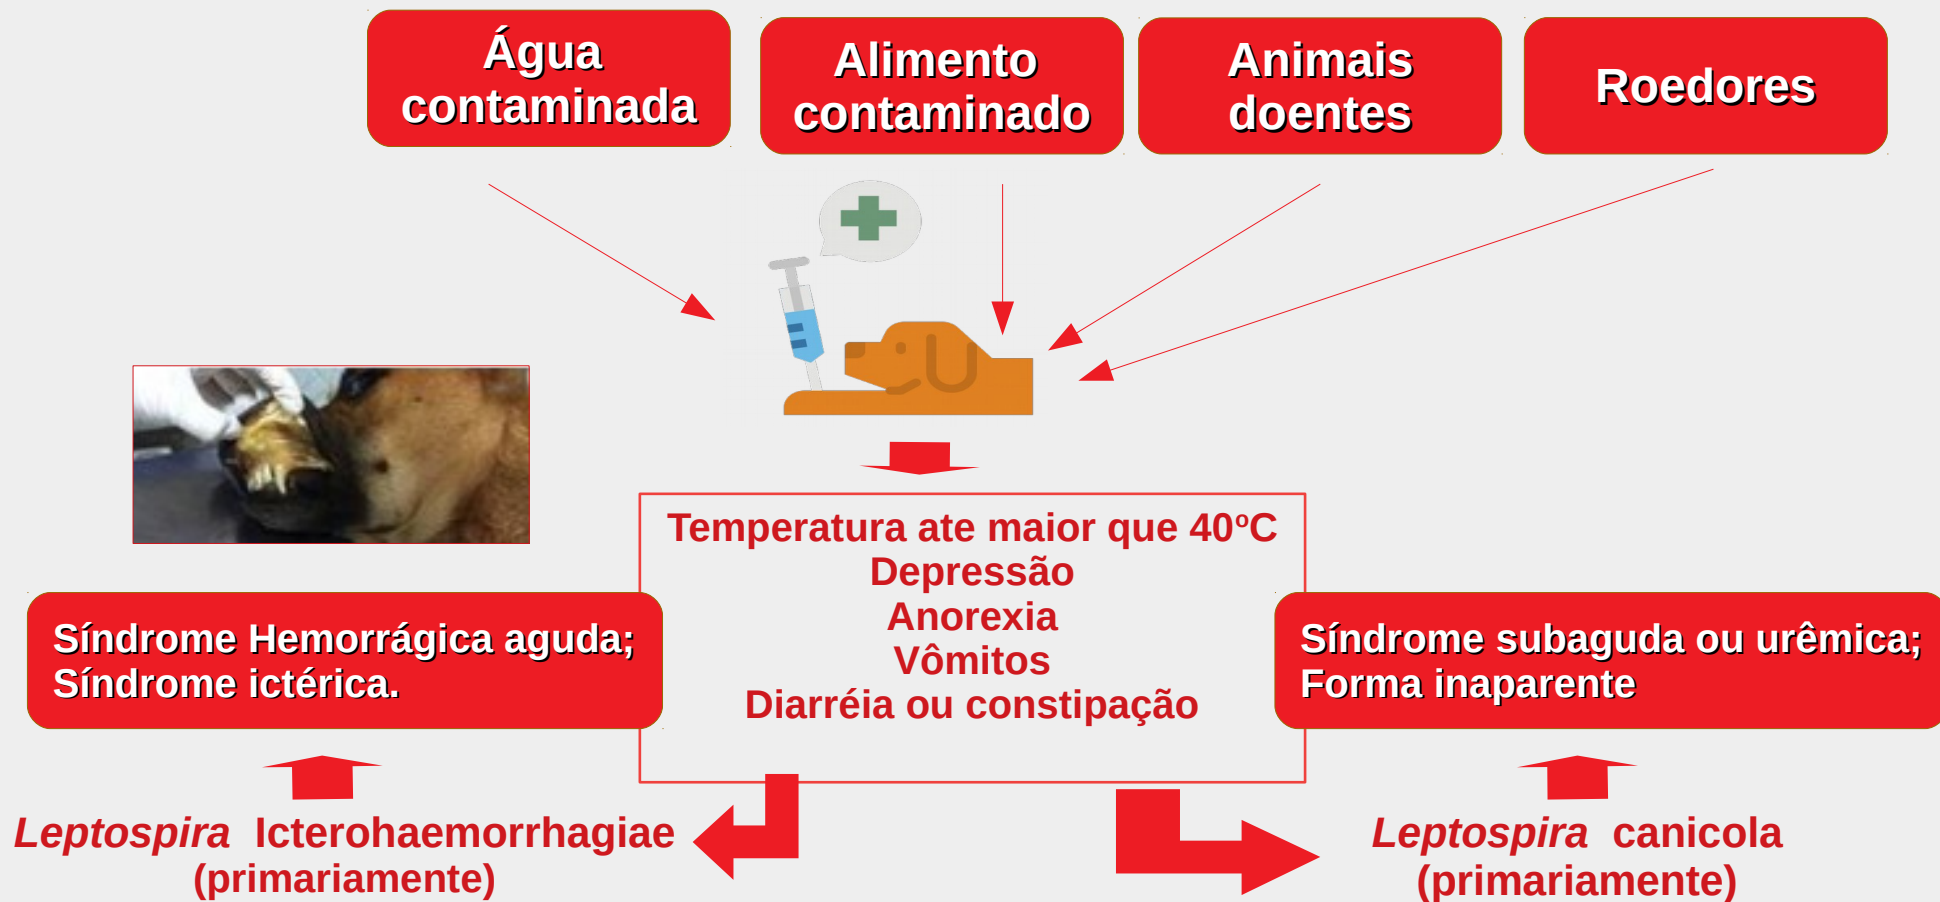 Água
contaminada
Alimento
contaminado
Animais
doentes
Roedores
Temperatura ate maior que 40ºC
Depressão
Anorexia
Vômitos
Diarréia ou constipação
Síndrome Hemorrágica aguda;
Síndrome ictérica.
Síndrome subaguda ou urêmica;
Forma inaparente
Leptospira Icterohaemorrhagiae
(primariamente)
Leptospira canicola
(primariamente)